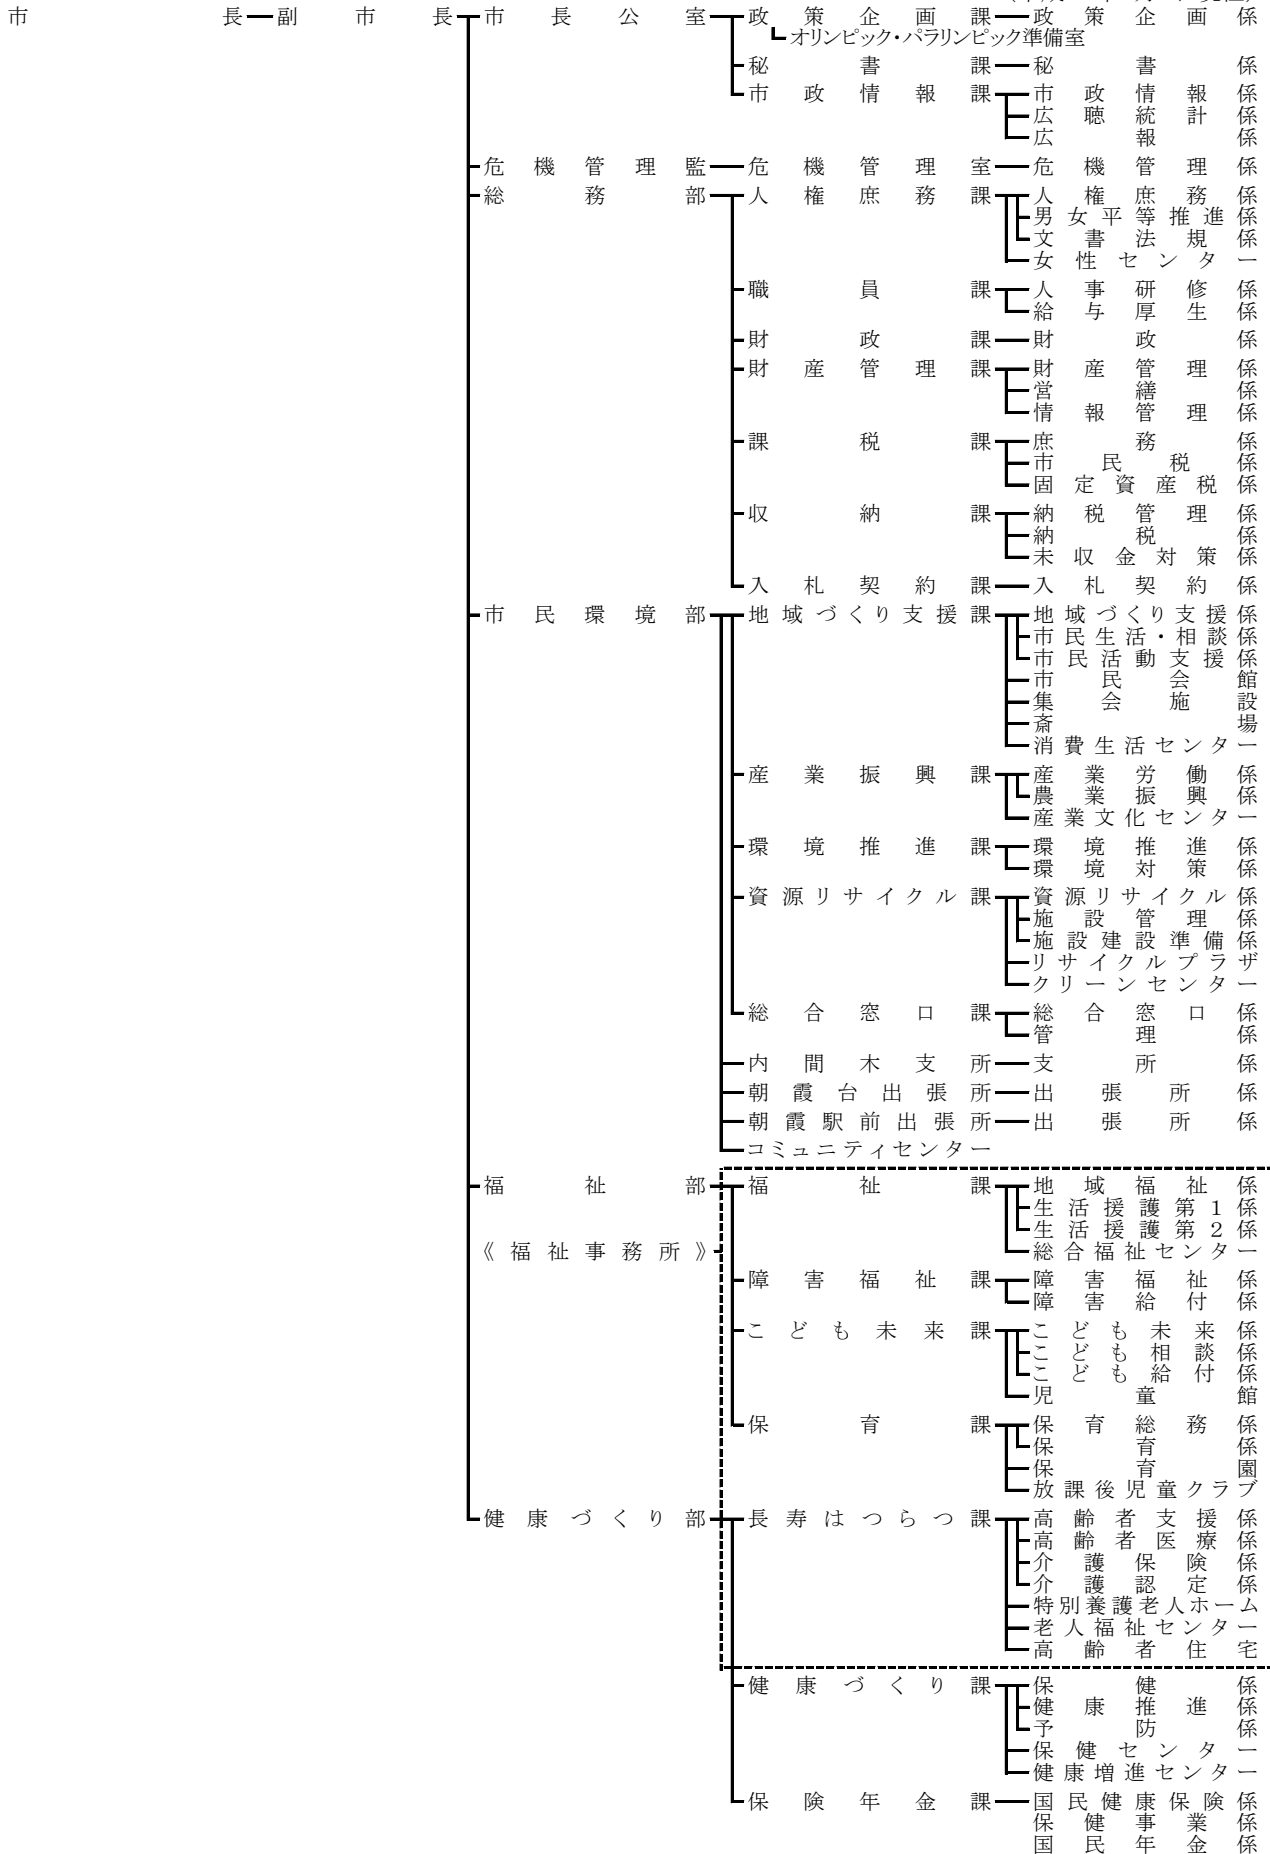 市長 副市長 市長公室 政策企画課 政策企画係
オリンピック・パラリンピック準備室
秘書課 秘書係
市政情報課 市政情報係
広聴統計係
広報係
危機管理監 危機管理室 危機管理係
総務部 人権庶務課 人権庶務係
男女平等推進係
文書法規係
女性センター
職員課 人事研修係
給与厚生係
財政課 財政係
財産管理課 財産管理係
営繕係
情報管理係
課税課 庶務係
市民税係
固定資産税係
収納課 納税管理係
納税係
未収金対策係
入札契約課 入札契約係
市民環境部 地域づくり支援課 地域づくり支援係
市民生活・相談係
市民活動支援係
市民会館
集会施設
斎場
消費生活センター
産業振興課 産業労働係
農業振興係
産業文化センター
環境推進課 環境推進係
環境対策係
資源リサイクル課 資源リサイクル係
施設管理係
施設建設準備係
リサイクルプラザ
クリーンセンター
総合窓口課 総合窓口係
管理係
内間木支所 支所係
朝霞台出張所 出張所係
朝霞駅前出張所 出張所係
コミュニティセンター
福祉部 福祉課 地域福祉係
生活援護第1係
生活援護第2係
《福祉事務所》 総合福祉センター
障害福祉課 障害福祉係
障害給付係
こども未来課 こども未来係
こども相談係
こども給付係
児童館
保育課 保育総務係
保育係
保育園
放課後児童クラブ
健康づくり部 長寿はつらつ課 高齢者支援係
高齢者医療係
介護保険係
介護認定係
特別養護老人ホーム
老人福祉センター
高齢者住宅
健康づくり課 保健係
健康推進係
予防係
保健センター
健康増進センター
保険年金課 国民健康保険係
保健事業係
国民年金係